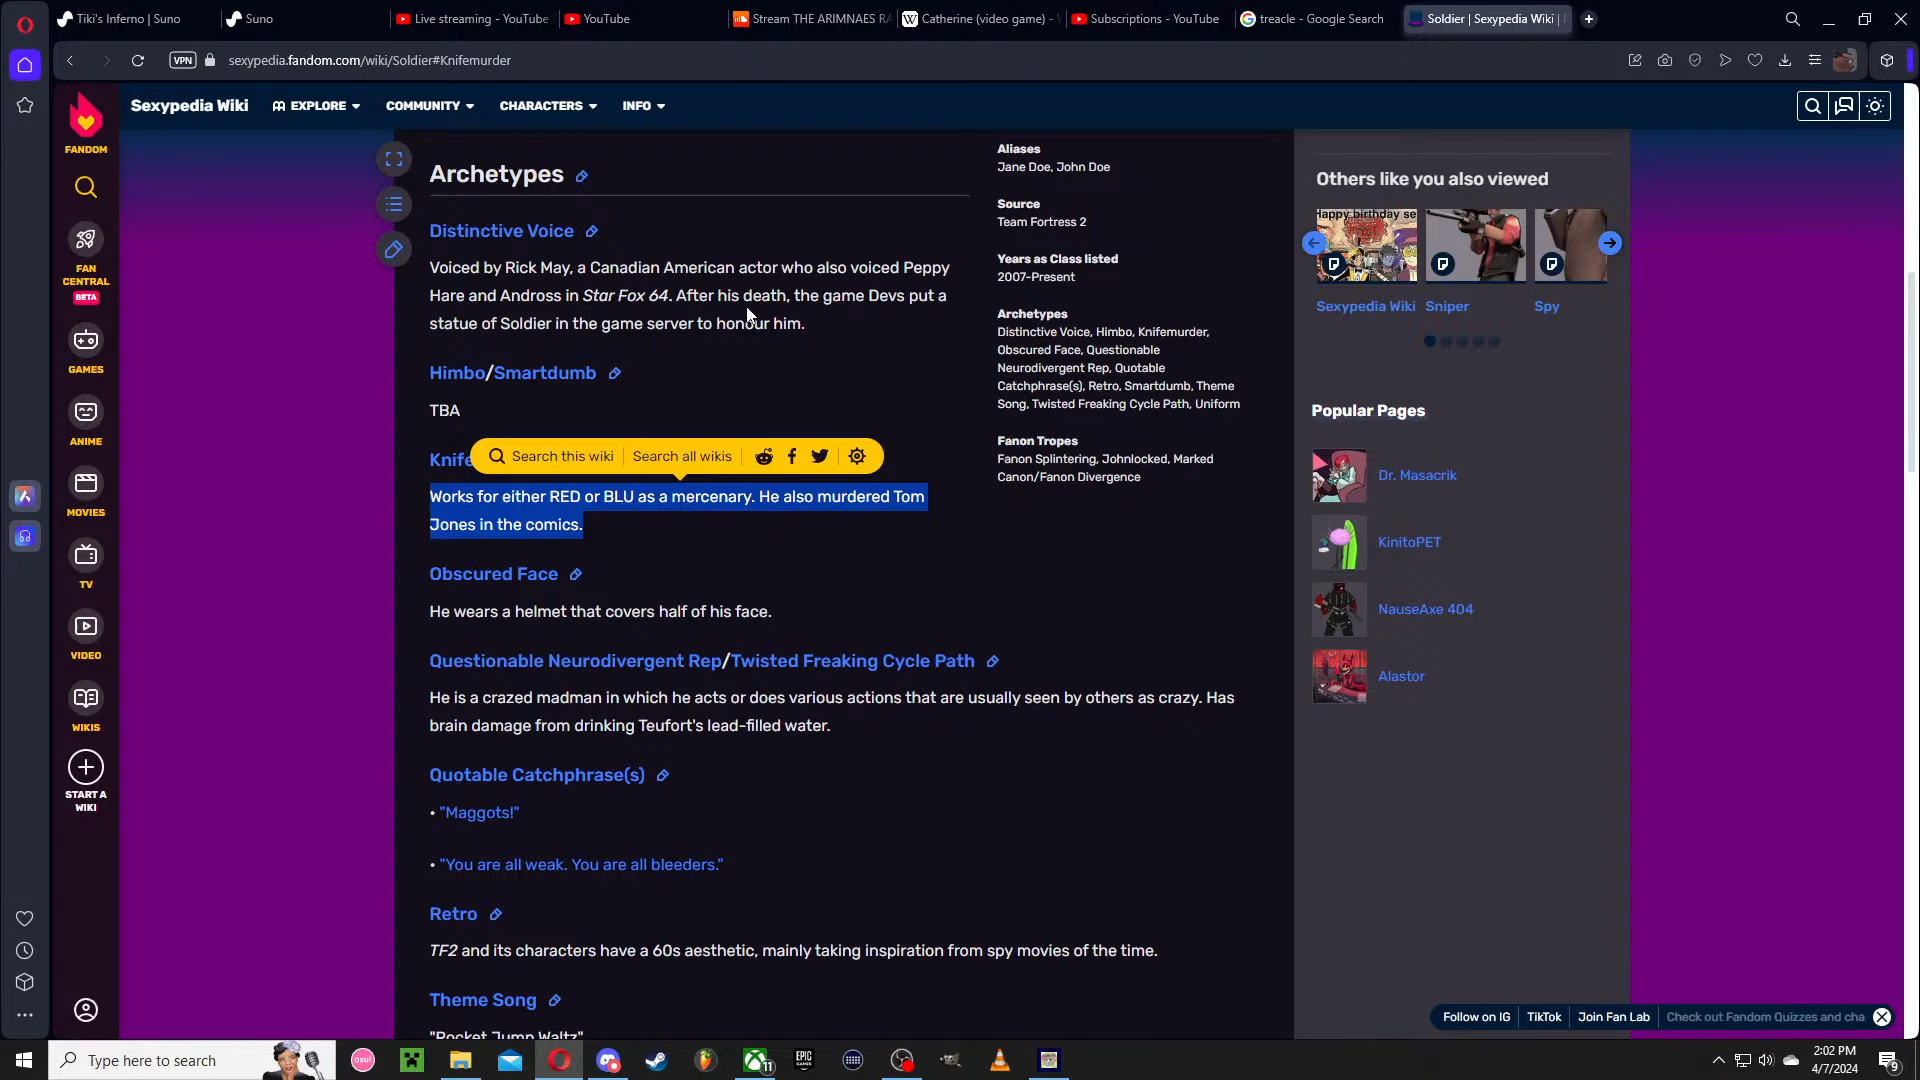 Tiki's Inferno | Suno
Suno
Live streaming - YouTube
YouTube
Stream THE ARIMNAES RA
Catherine (video game) -
Subscriptions - YouTube
treacle - Google Search
Soldier | Sexypedia Wiki |
VPN
sexypedia.fandom.com/wiki/Soldier#Knifemurder
Sexypedia Wiki
EXPLORE
COMMUNITY
CHARACTERS
INFO
FANDOM
FAN
CENTRAL
BETA
GAMES
ANIME
MOVIES
TV
VIDEO
WIKIS
START A
WIKI
Archetypes
Distinctive Voice
Voiced by Rick May, a Canadian American actor who also voiced Peppy
Hare and Andross in Star Fox 64. After his death, the game Devs put a
statue of Soldier in the game server to honour him.
Himbo/Smartdumb
TBA
Knife
Search this wiki
Search all wikis
Works for either RED or BLU as a mercenary. He also murdered Tom
Jones in the comics.
Obscured Face
He wears a helmet that covers half of his face.
Questionable Neurodivergent Rep/Twisted Freaking Cycle Path
He is a crazed madman in which he acts or does various actions that are usually seen by others as crazy. Has
brain damage from drinking Teufort's lead-filled water.
Quotable Catchphrase(s)
• "Maggots!"
• "You are all weak. You are all bleeders."
Retro
TF2 and its characters have a 60s aesthetic, mainly taking inspiration from spy movies of the time.
Theme Song
"Rocket Jump Waltz"
Aliases
Jane Doe, John Doe
Source
Team Fortress 2
Years as Class listed
2007-Present
Archetypes
Distinctive Voice, Himbo, Knifemurder,
Obscured Face, Questionable
Neurodivergent Rep, Quotable
Catchphrase(s), Retro, Smartdumb, Theme
Song, Twisted Freaking Cycle Path, Uniform
Fanon Tropes
Fanon Splintering, Johnlocked, Marked
Canon/Fanon Divergence
Others like you also viewed
Happy birthday se
Sexypedia Wiki
Sniper
Spy
Popular Pages
Dr. Masacrik
KinitoPET
NauseAxe 404
Alastor
Follow on IG
TikTok
Join Fan Lab
Check out Fandom Quizzes and cha
Type here to search
osu!
11
EPIC
GAMES
2:02 PM
4/7/2024
9